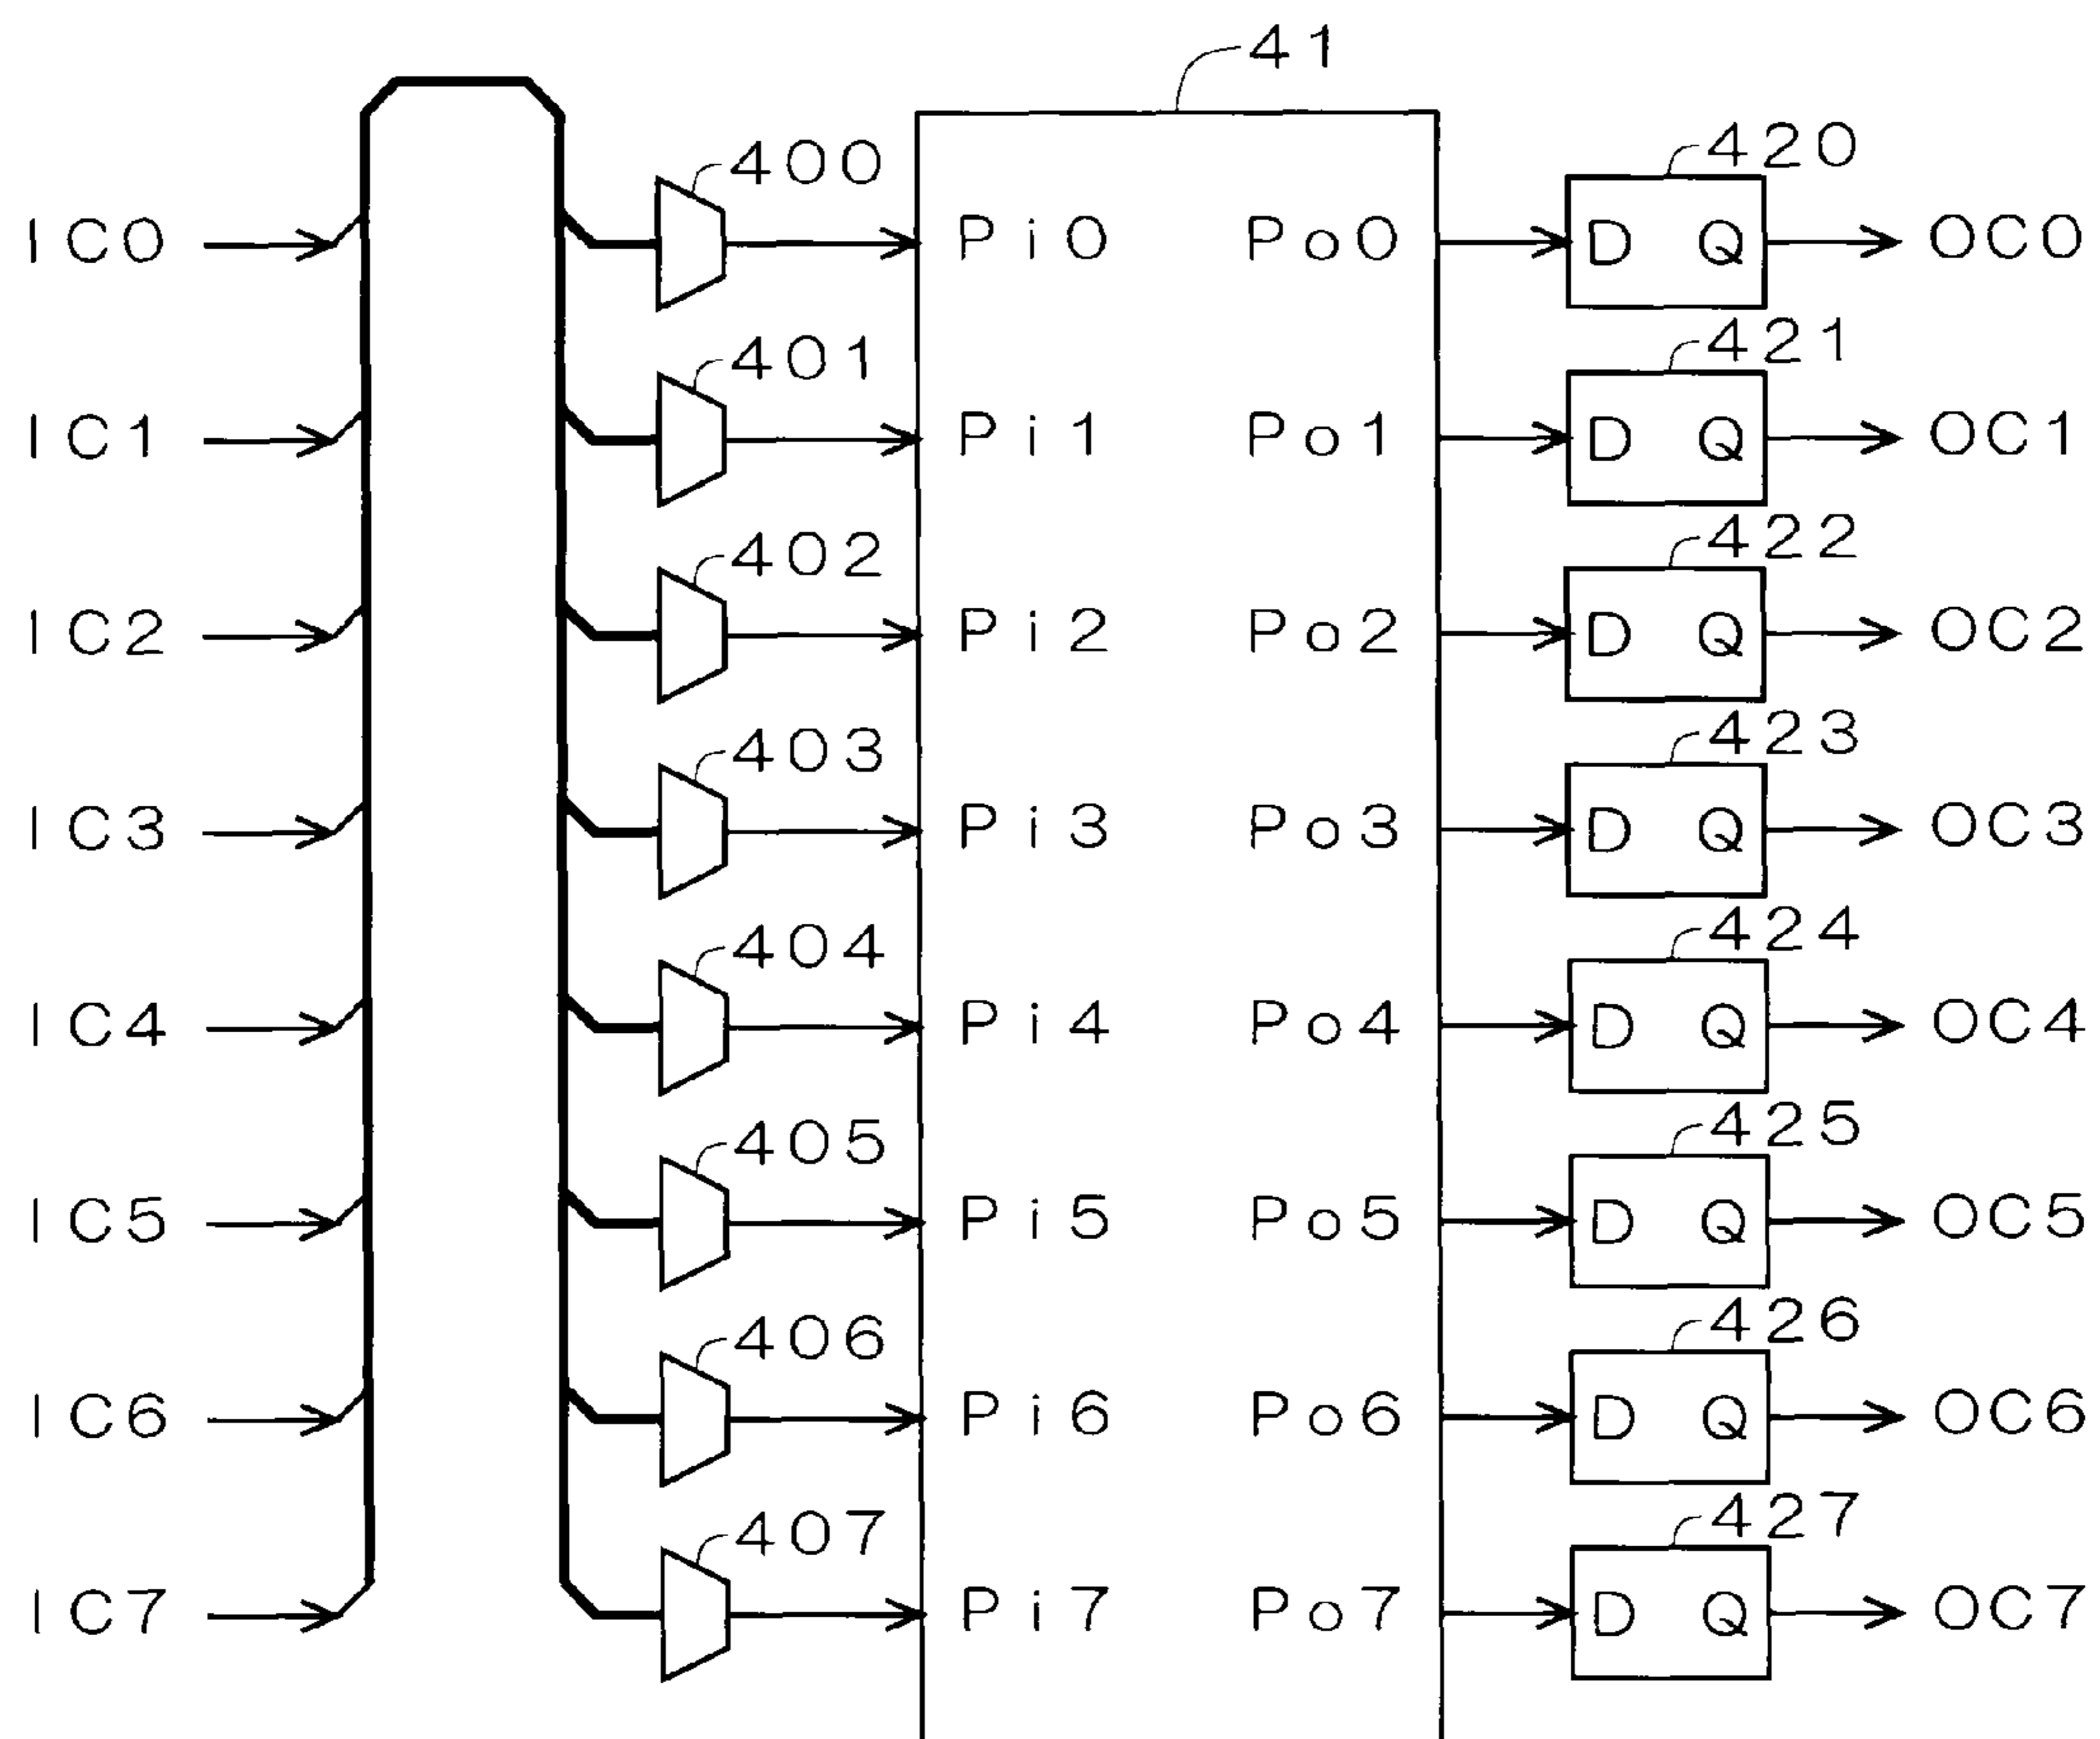 41
400
420
IC0 Pi0 Po0 D Q OC0
401
421
IC1 Pi1 Po1 D Q OC1
402
422
IC2 Pi2 Po2 D Q OC2
403
423
IC3 Pi3 Po3 D Q OC3
404
424
IC4 Pi4 Po4 D Q OC4
405
425
IC5 Pi5 Po5 D Q OC5
406
426
IC6 Pi6 Po6 D Q OC6
407
427
IC7 Pi7 Po7 D Q OC7